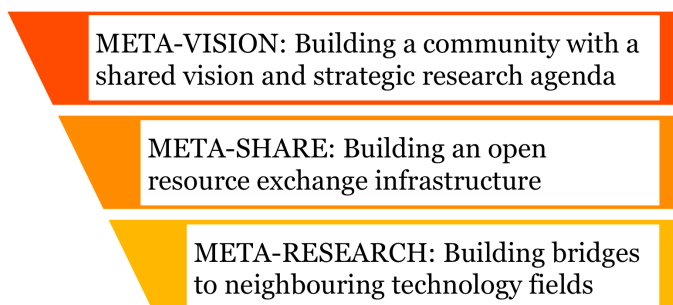 META-VISION: Building a community with a
shared vision and strategic research agenda
META-SHARE: Building an open
resource exchange infrastructure
META-RESEARCH: Building bridges
to neighbouring technology fields